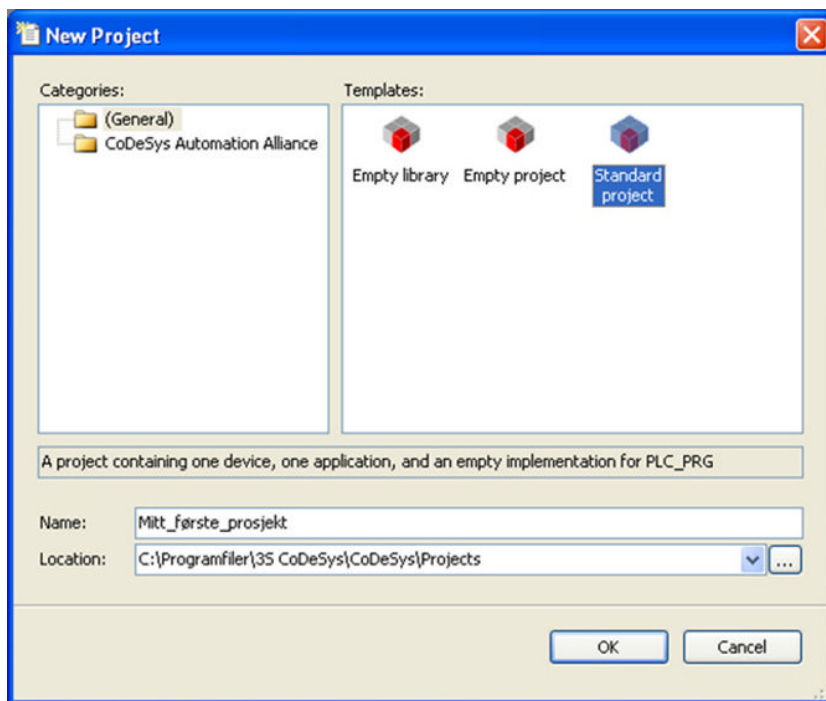 New Project
Categories:
Templates:
(General)
CoDeSys Automation Alliance
Empty library
Empty project
Standard
project
A project containing one device, one application, and an empty implementation for PLC_PRG
Name:
Mitt_første_prosjekt
Location:
C:\Programfiler\3S CoDeSys\CoDeSys\Projects
...
OK
Cancel